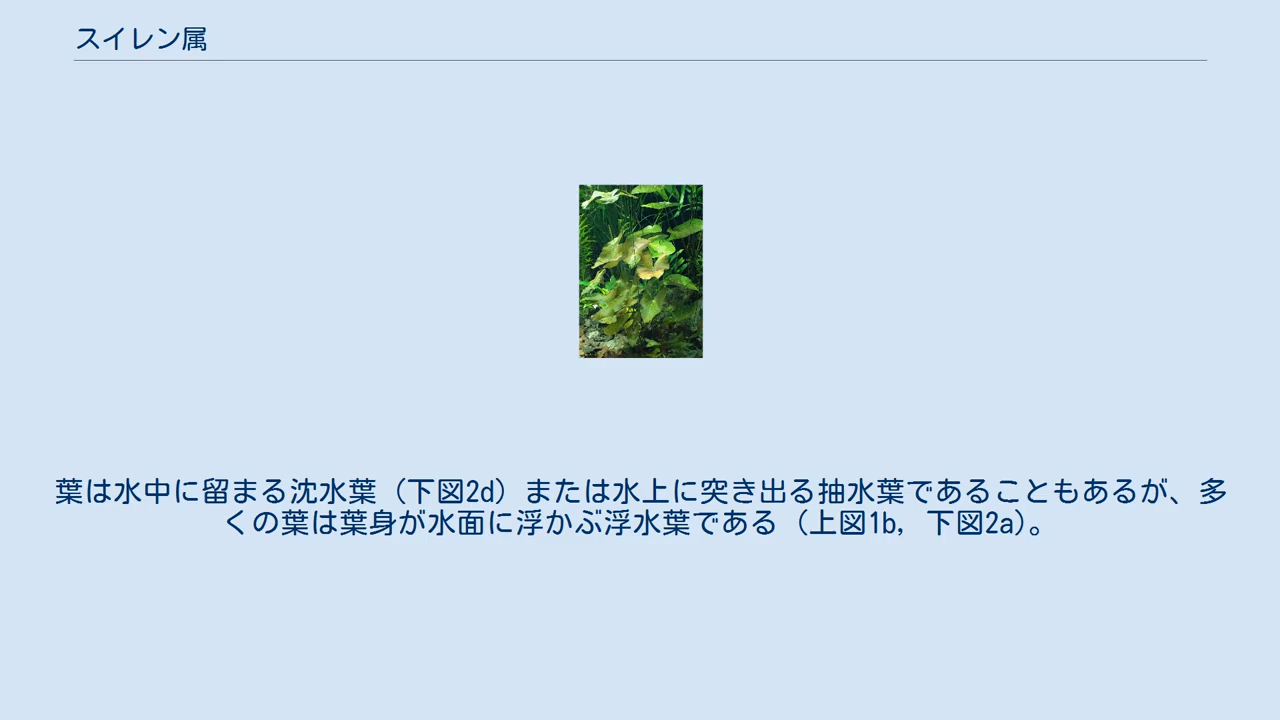 スイレン属
葉は水中に留まる沈水葉（下図2d）または水上に突き出る抽水葉であることもあるが、多
くの葉は葉身が水面に浮かぶ浮水葉である（上図1b, 下図2a）。